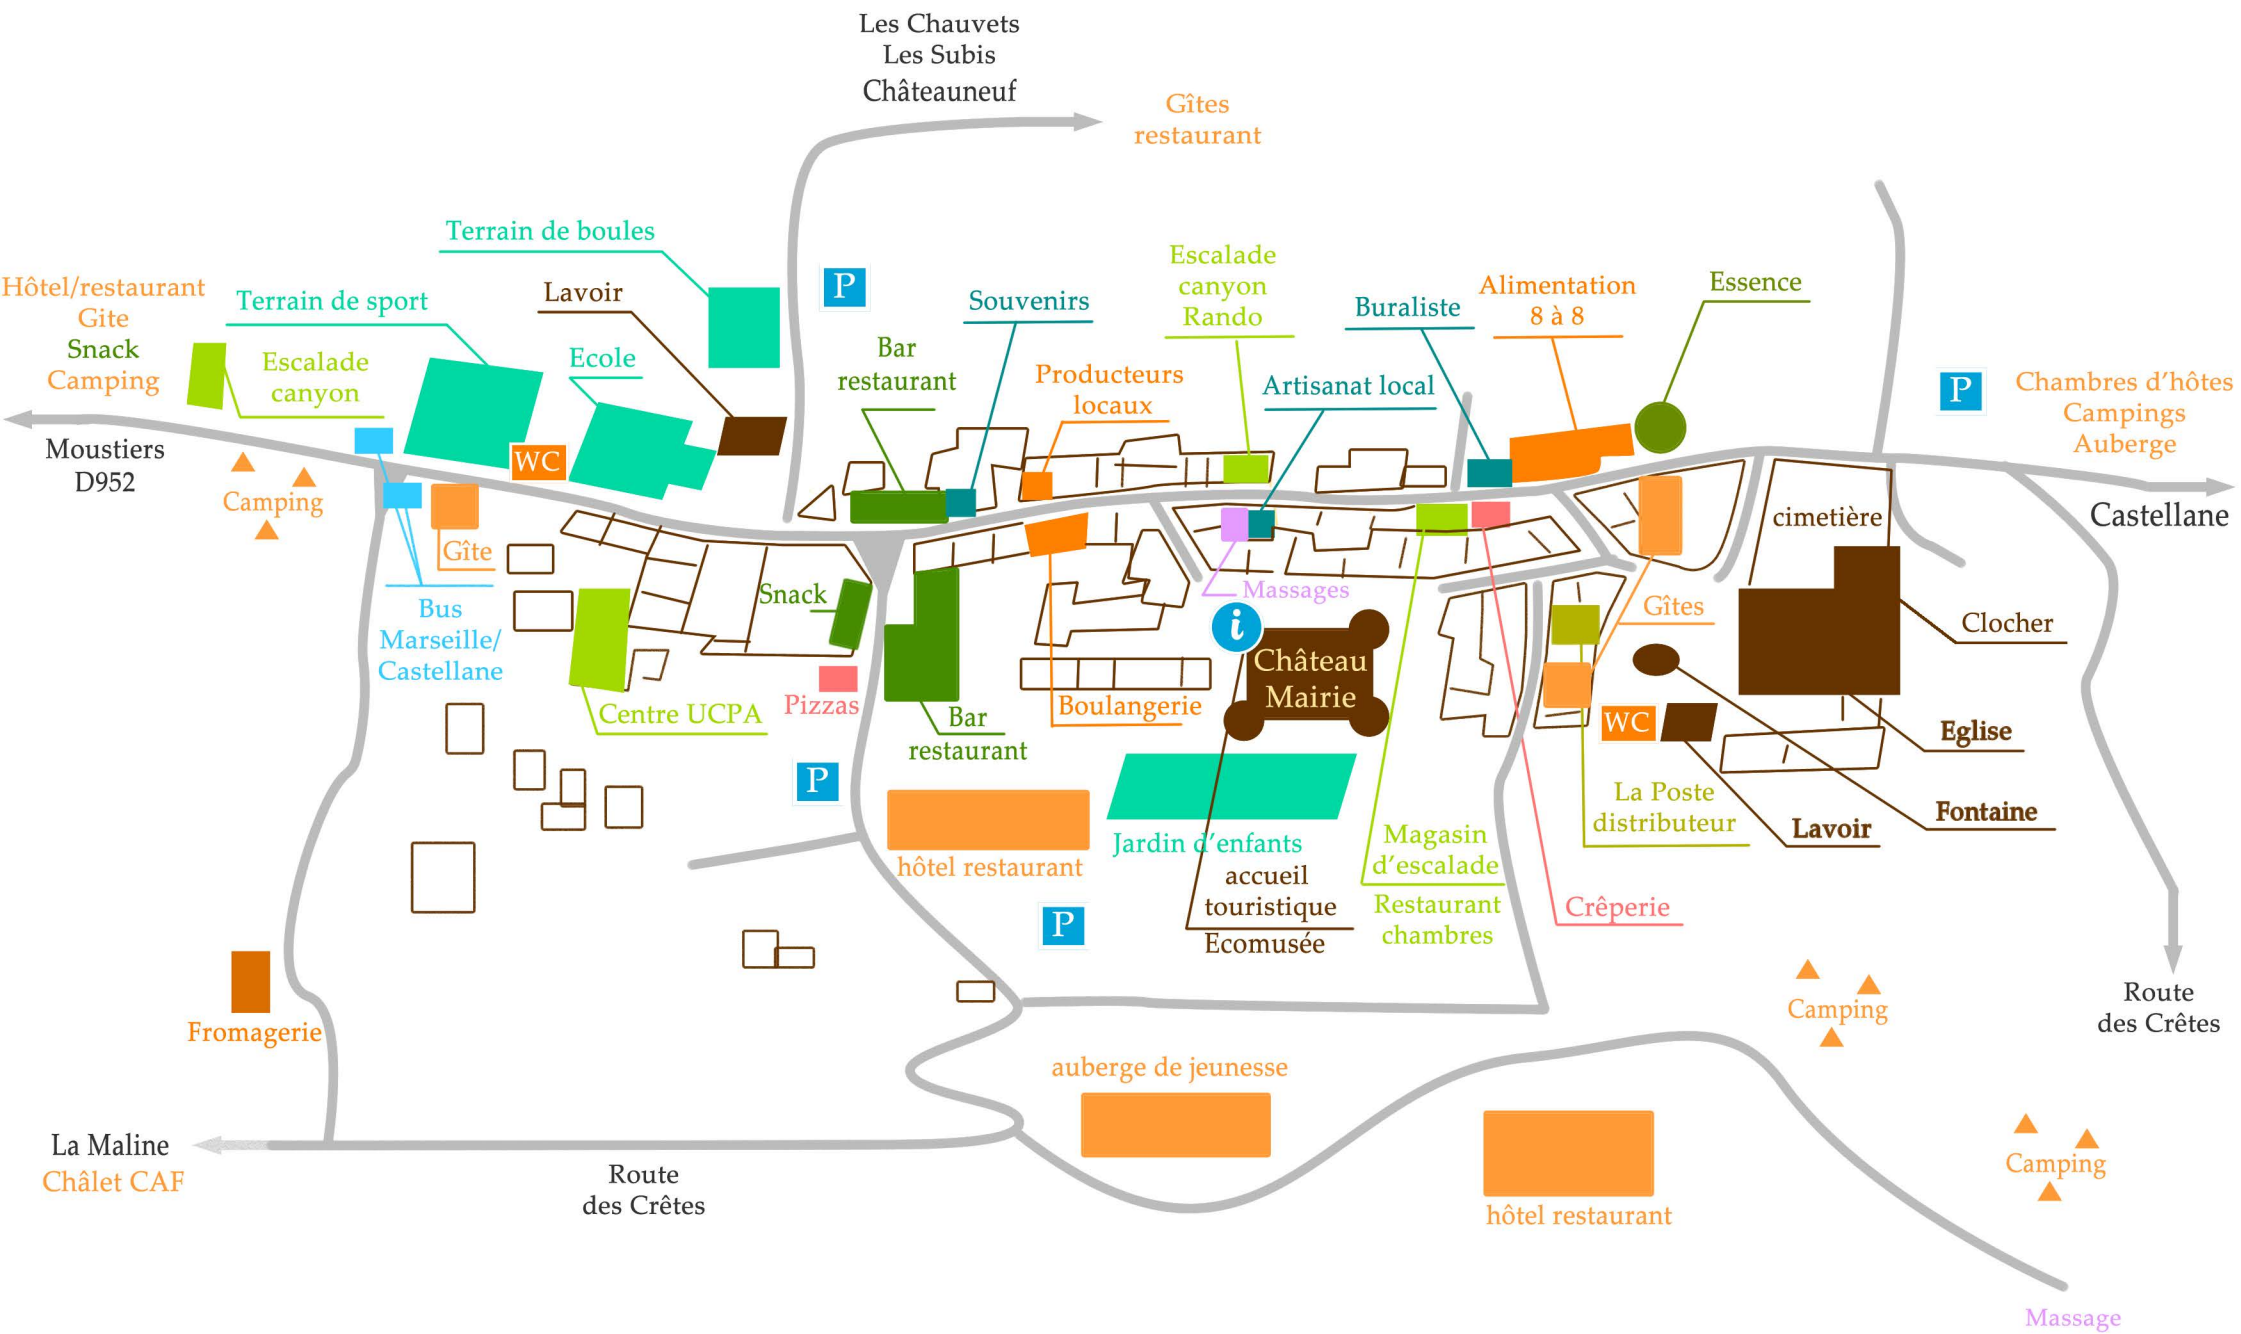 Les Chauvets
Les Subis
Châteauneuf
Gîtes
restaurant
Terrain de boules
Hôtel/restaurant
Gite
Snack
Camping
Terrain de sport
Lavoir
Escalade
canyon
Ecole
WC
Moustiers
D952
Camping
Gîte
Bus
Marseille/
Castellane
P
Bar
restaurant
Souvenirs
Producteurs
locaux
Escalade
canyon
Rando
Artisanat local
Buraliste
Alimentation
8 à 8
Essence
P
Chambres d’hôtes
Campings
Auberge
Castellane
cimetière
Clocher
Eglise
Fontaine
Lavoir
WC
Gîtes
La Poste
distributeur
Crêperie
Massages
i
Château
Mairie
Snack
Pizzas
Centre UCPA
Bar
restaurant
Boulangerie
P
hôtel restaurant
Jardin d’enfants
accueil
touristique
Ecomusée
Magasin
d’escalade
Restaurant
chambres
P
Fromagerie
Camping
Route
des Crêtes
auberge de jeunesse
La Maline
Châlet CAF
Route
des Crêtes
hôtel restaurant
Camping
Massage